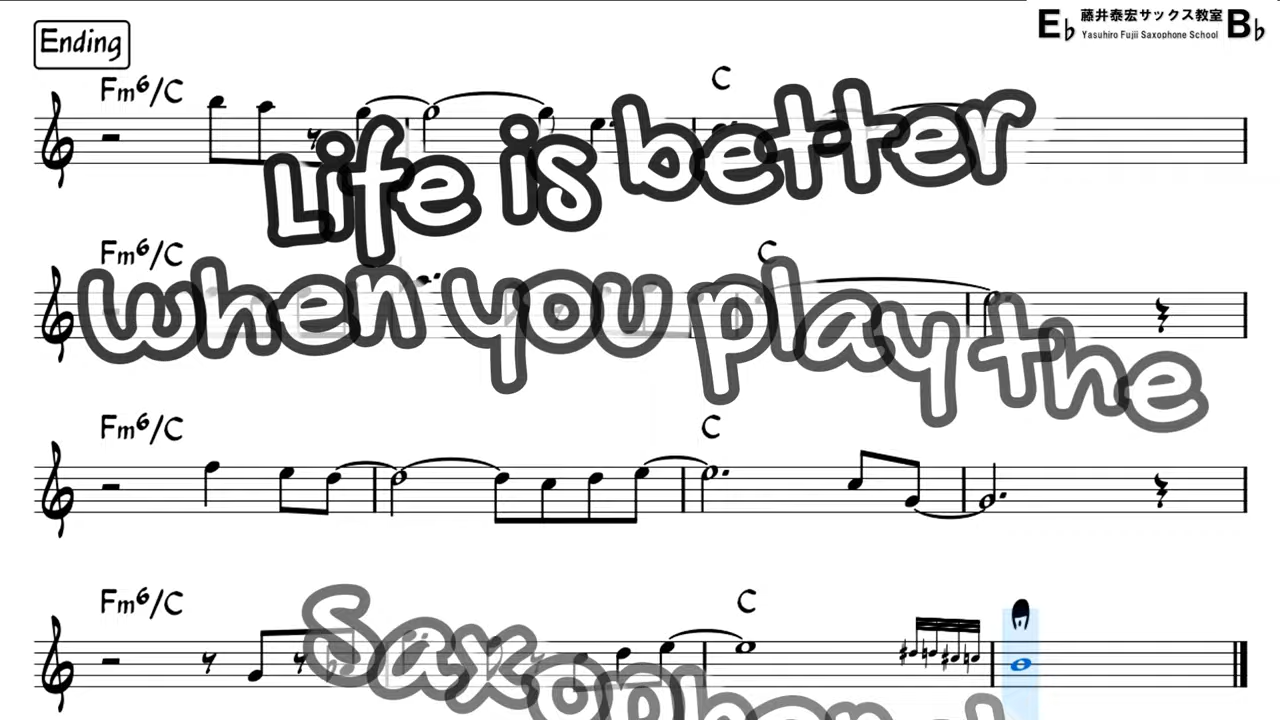 Ending
E♭ 藤井泰宏サックス教室 B♭
Yasuhiro Fujii Saxophone School
Fm6/C C
Life is better
Fm6/C C
when you play the
Fm6/C C
Fm6/C C
Saxophone!